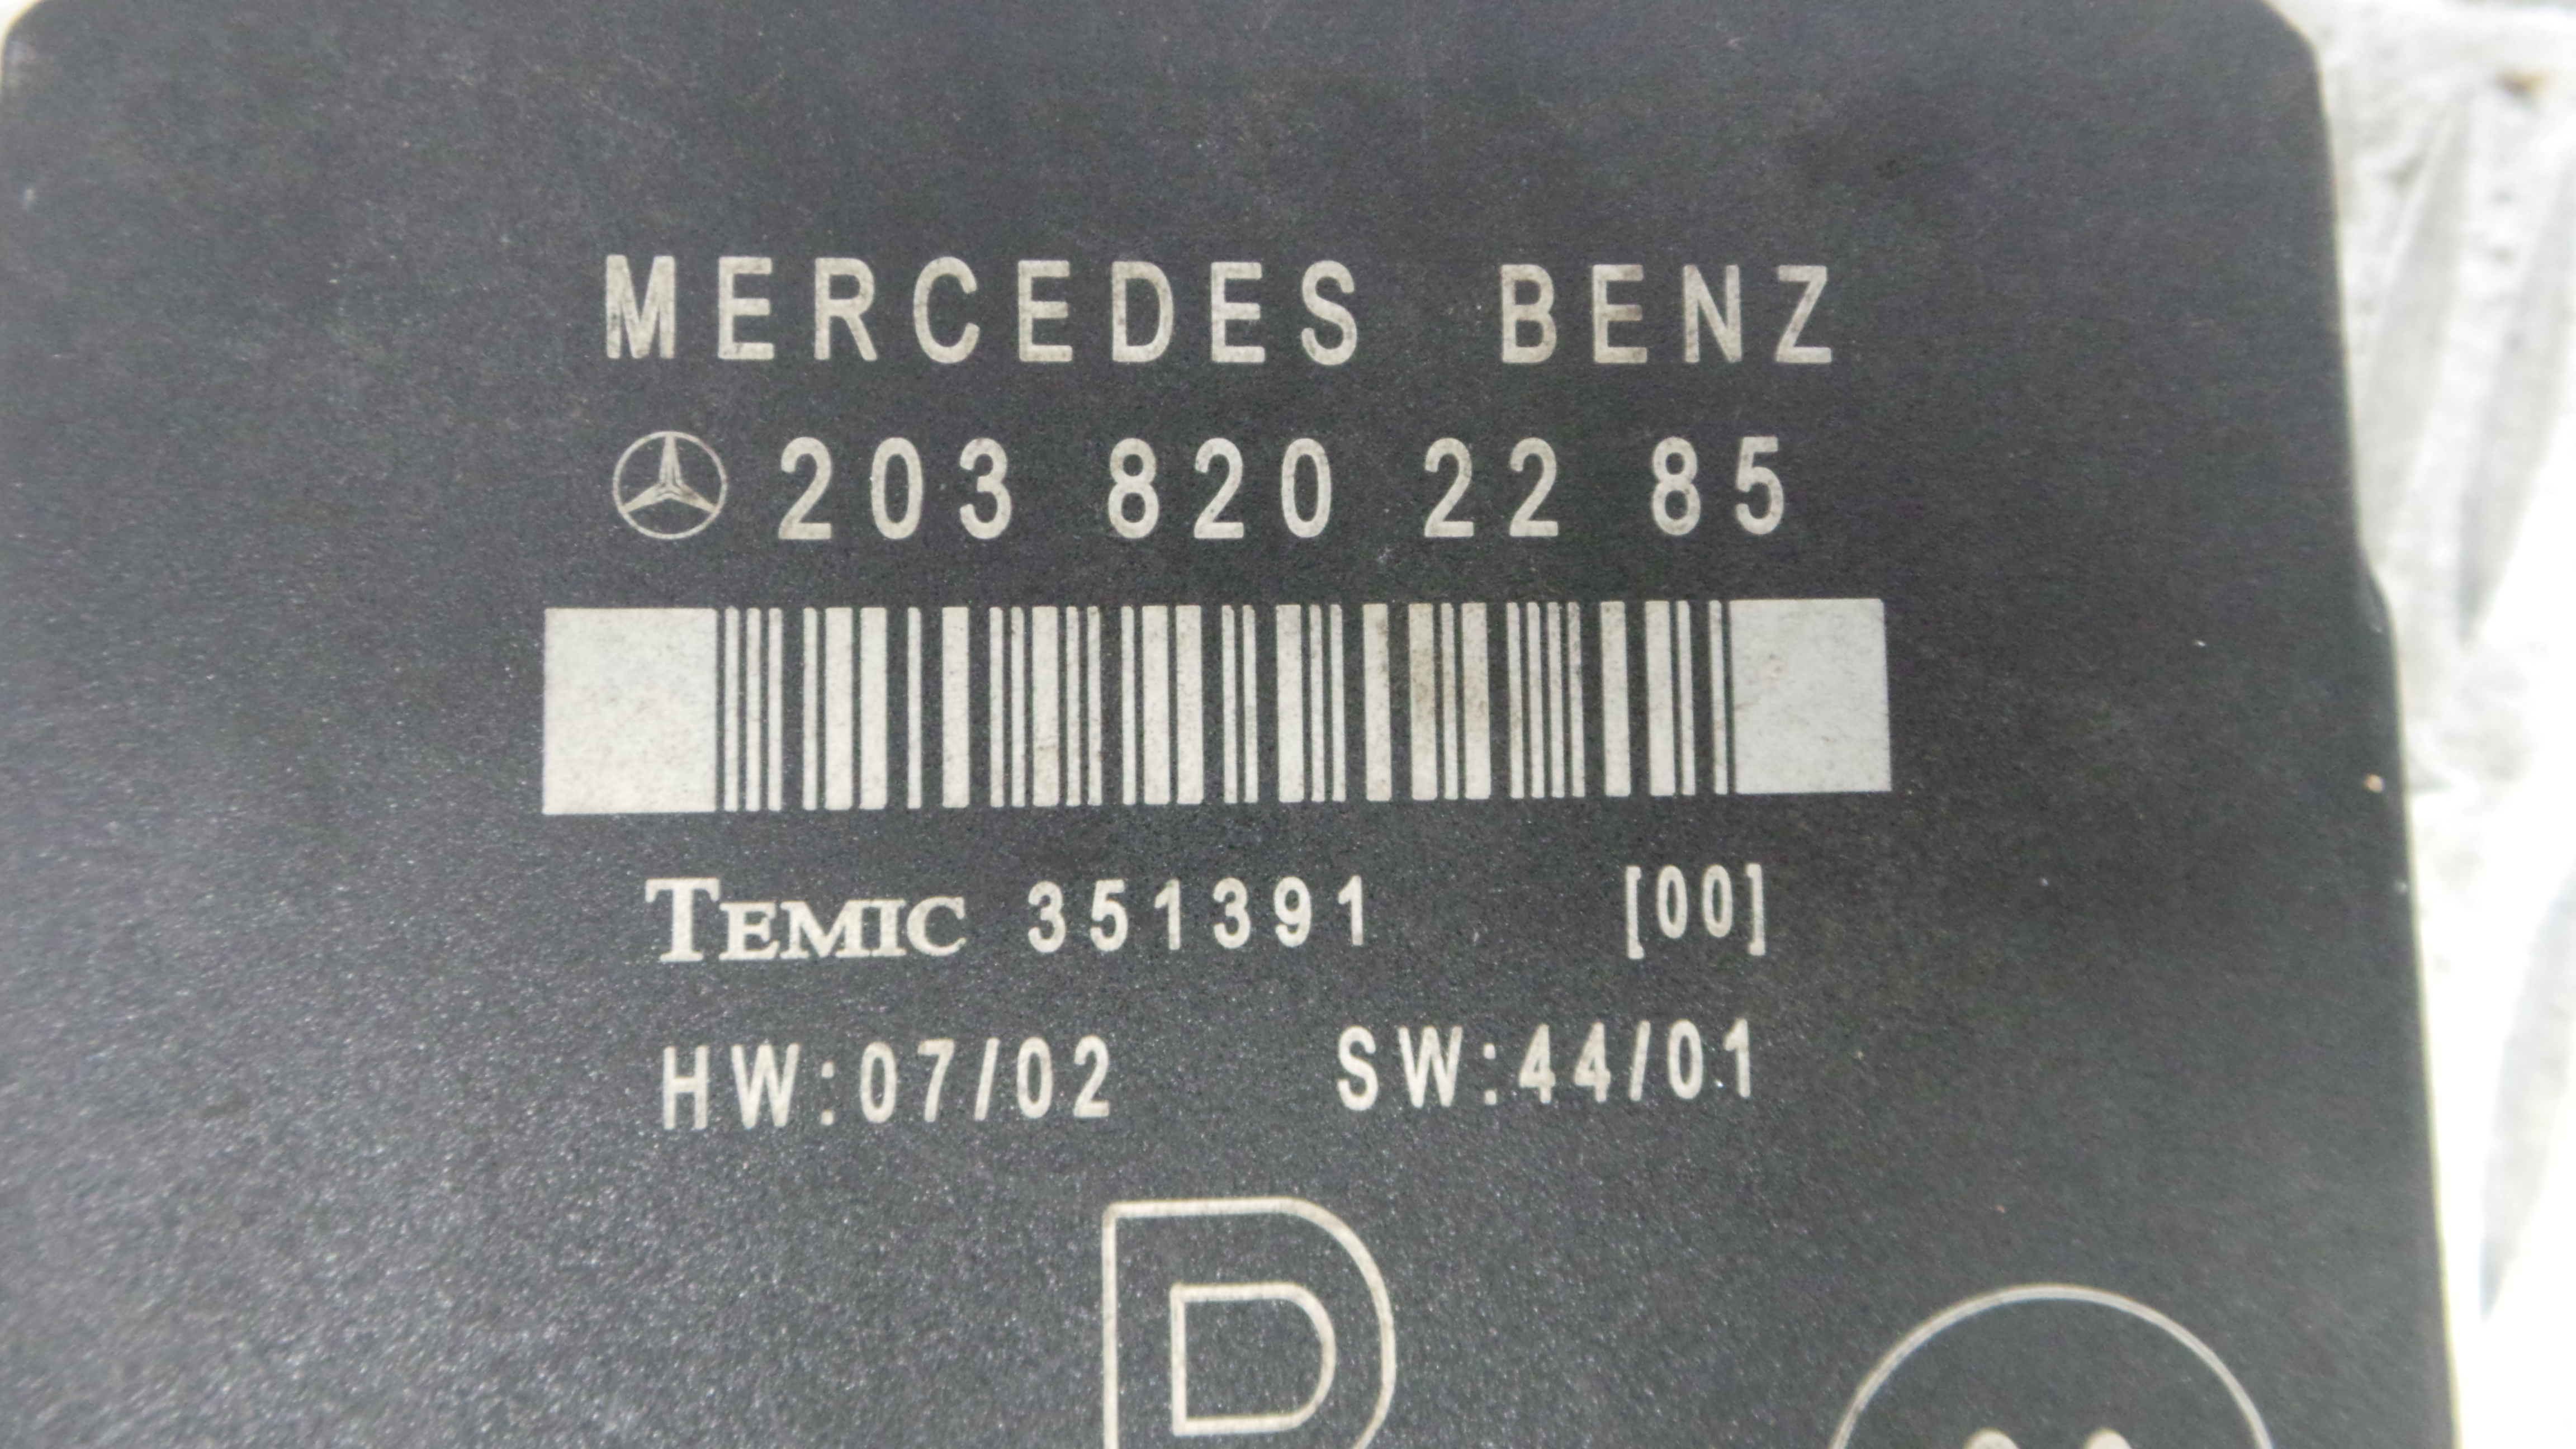 MERCEDES BENZ
203 820 22 85
TEMIC 351391 [00]
HW:07/02 SW:44/01